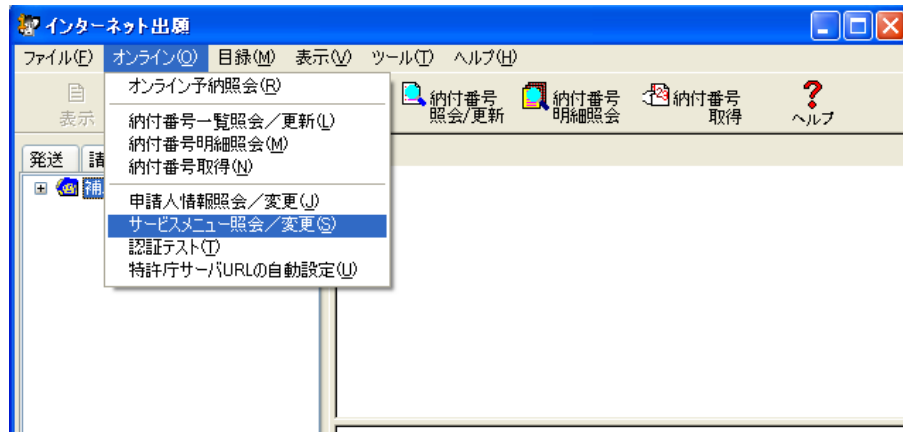 インターネット出願
ファイル(F) オンライン(O) 目録(M) 表示(V) ツール(T) ヘルプ(H)
表示
納付番号
照会/更新
納付番号
明細照会
納付番号
取得
ヘルプ
オンライン予納照会(R)
納付番号一覧照会／更新(L)
納付番号明細照会(M)
納付番号取得(N)
申請人情報照会／変更(J)
サービスメニュー照会／変更(S)
認証テスト(T)
特許庁サーバURLの自動設定(U)
発送 請
補